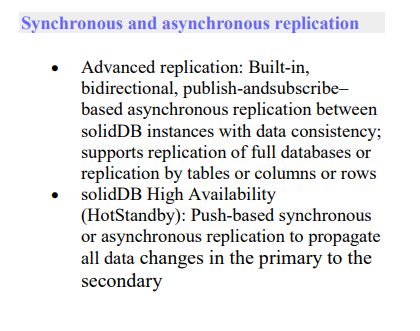 Synchronous and asynchronous replication
• Advanced replication: Built-in,
bidirectional, publish-andsubscribe–
based asynchronous replication between
solidDB instances with data consistency;
supports replication of full databases or
replication by tables or columns or rows
• solidDB High Availability
(HotStandby): Push-based synchronous
or asynchronous replication to propagate
all data changes in the primary to the
secondary